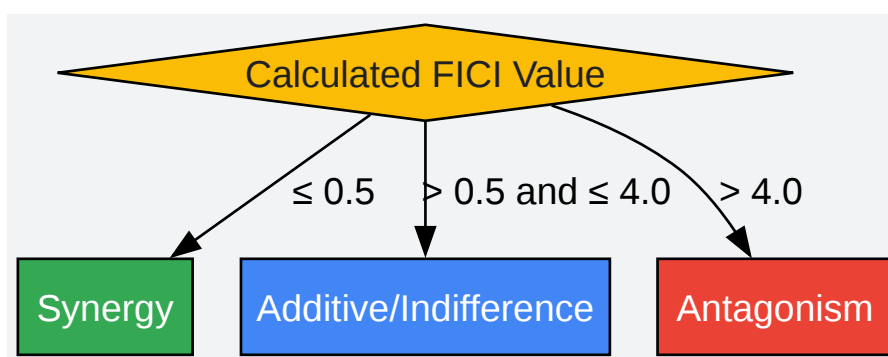 Calculated FICI Value
≤ 0.5
> 0.5 and ≤ 4.0
> 4.0
Synergy
Additive/Indifference
Antagonism